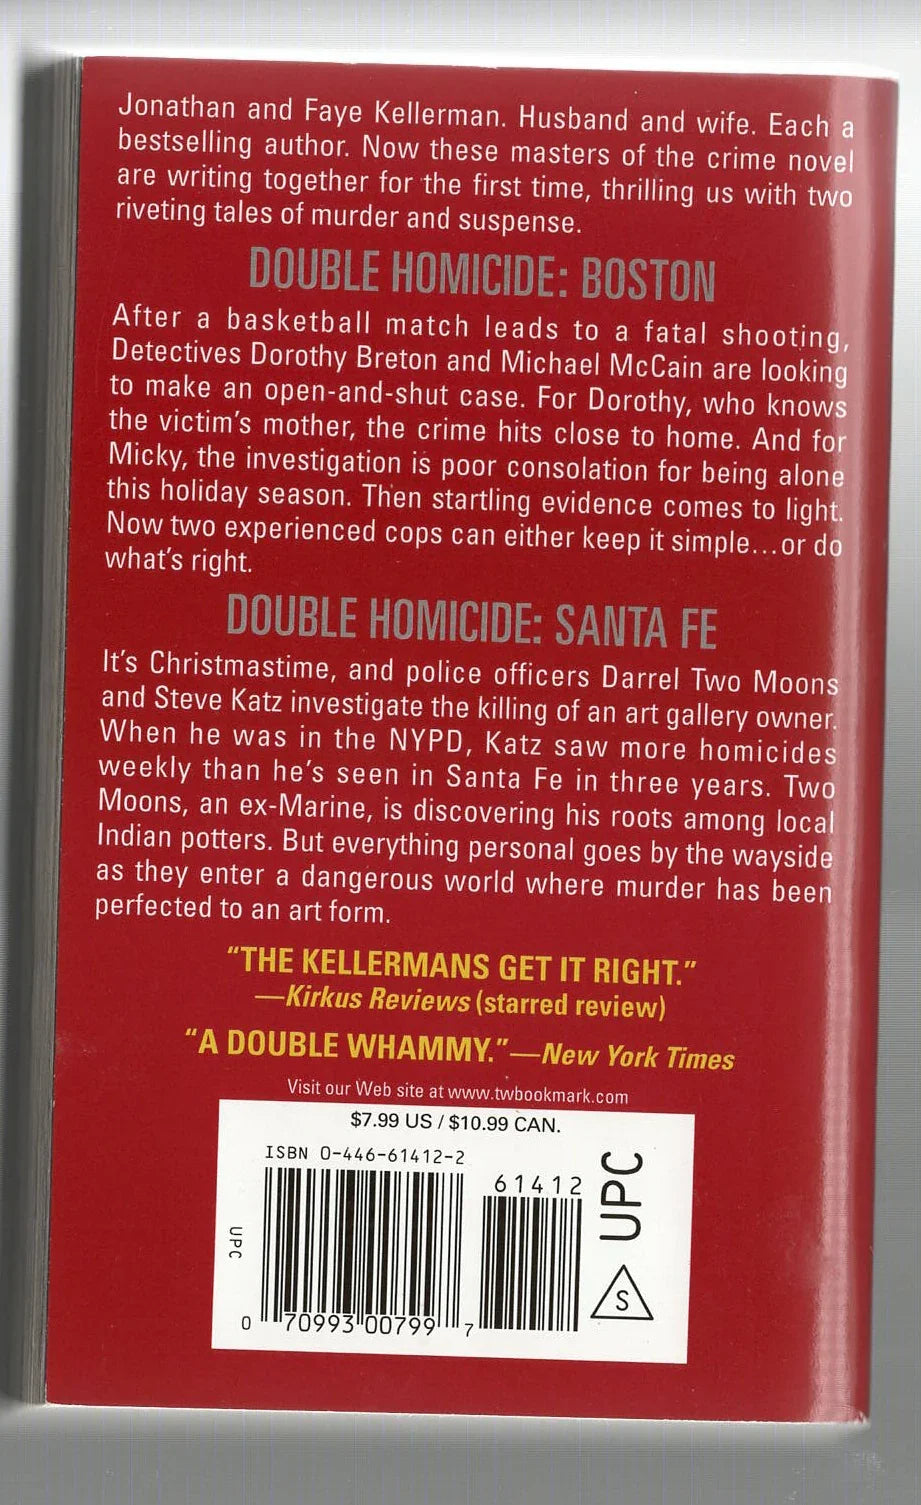 Jonathan and Faye Kellerman. Husband and wife. Each a
bestselling author. Now these masters of the crime novel
are writing together for the first time, thrilling us with two
riveting tales of murder and suspense.
DOUBLE HOMICIDE: BOSTON
After a basketball match leads to a fatal shooting,
Detectives Dorothy Breton and Michael McCain are looking
to make an open-and-shut case. For Dorothy, who knows
the victim's mother, the crime hits close to home. And for
Micky, the investigation is poor consolation for being alone
this holiday season. Then startling evidence comes to light.
Now two experienced cops can either keep it simple...or do
what's right.
DOUBLE HOMICIDE: SANTA FE
It's Christmastime, and police officers Darrel Two Moons
and Steve Katz investigate the killing of an art gallery owner.
When he was in the NYPD, Katz saw more homicides
weekly than he's seen in Santa Fe in three years. Two
Moons, an ex-Marine, is discovering his roots among local
Indian potters. But everything personal goes by the wayside
as they enter a dangerous world where murder has been
perfected to an art form.
"THE KELLERMANS GET IT RIGHT."
—Kirkus Reviews (starred review)
"A DOUBLE WHAMMY."—New York Times
Visit our Web site at www.twbookmark.com
$7.99 US / $10.99 CAN.
ISBN 0-446-61412-2
61412
UPC
UPC
S
0 70993 00799 7